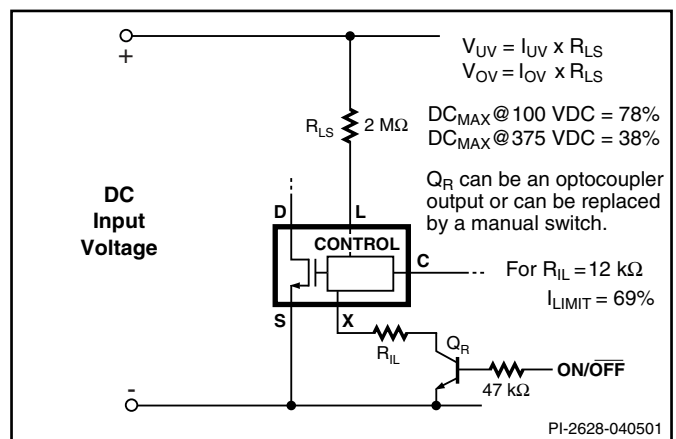 +
V_UV = I_UV x R_LS
V_OV = I_OV x R_LS
R_LS 2 MΩ
DC_MAX@100 VDC = 78%
DC_MAX@375 VDC = 38%
Q_R can be an optocoupler
output or can be replaced
by a manual switch.
DC
Input
Voltage
D L
CONTROL
C
For R_IL = 12 kΩ
I_LIMIT = 69%
S X
R_IL
Q_R
47 kΩ
ON/O̅F̅F̅
-
PI-2628-040501